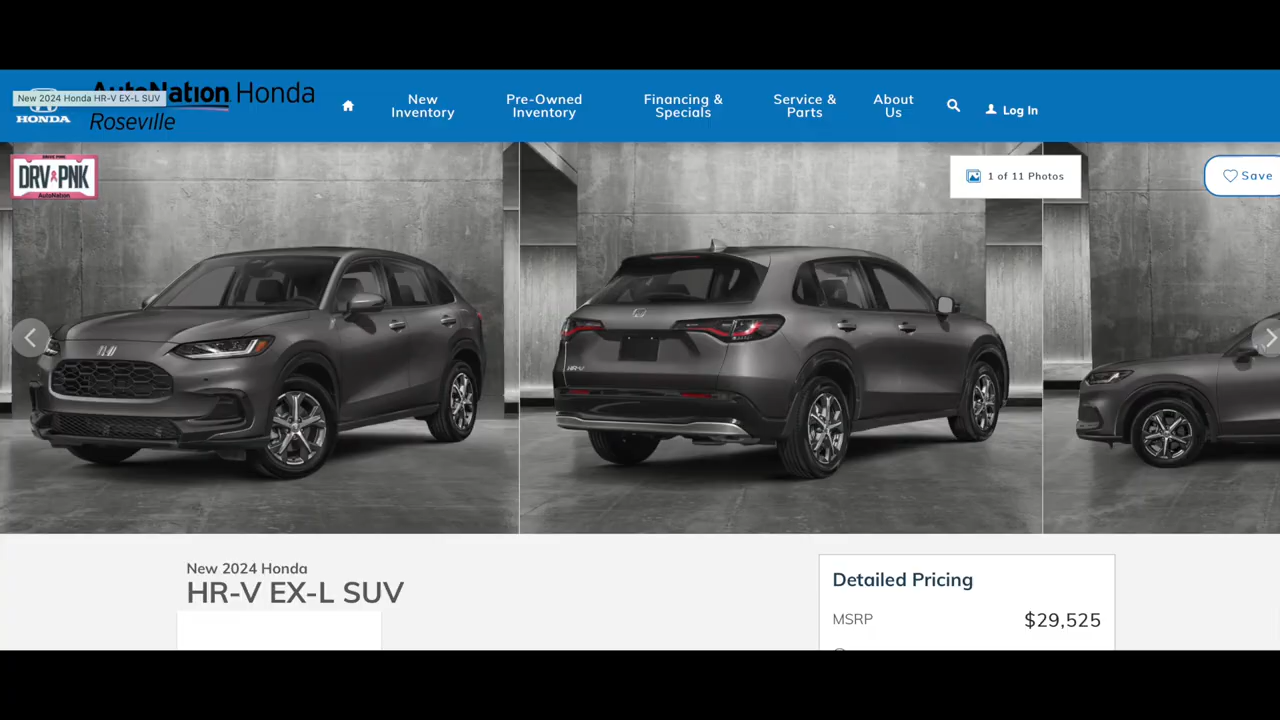 AutoNation Honda
New 2024 Honda HR-V EX-L SUV
HONDA
Roseville
New
Inventory
Pre-Owned
Inventory
Financing &
Specials
Service &
Parts
About
Us
Log In
DRIVE PINK
DRV PNK
AutoNation
1 of 11 Photos
Save
HR-V
New 2024 Honda
HR-V EX-L SUV
Detailed Pricing
MSRP
$29,525